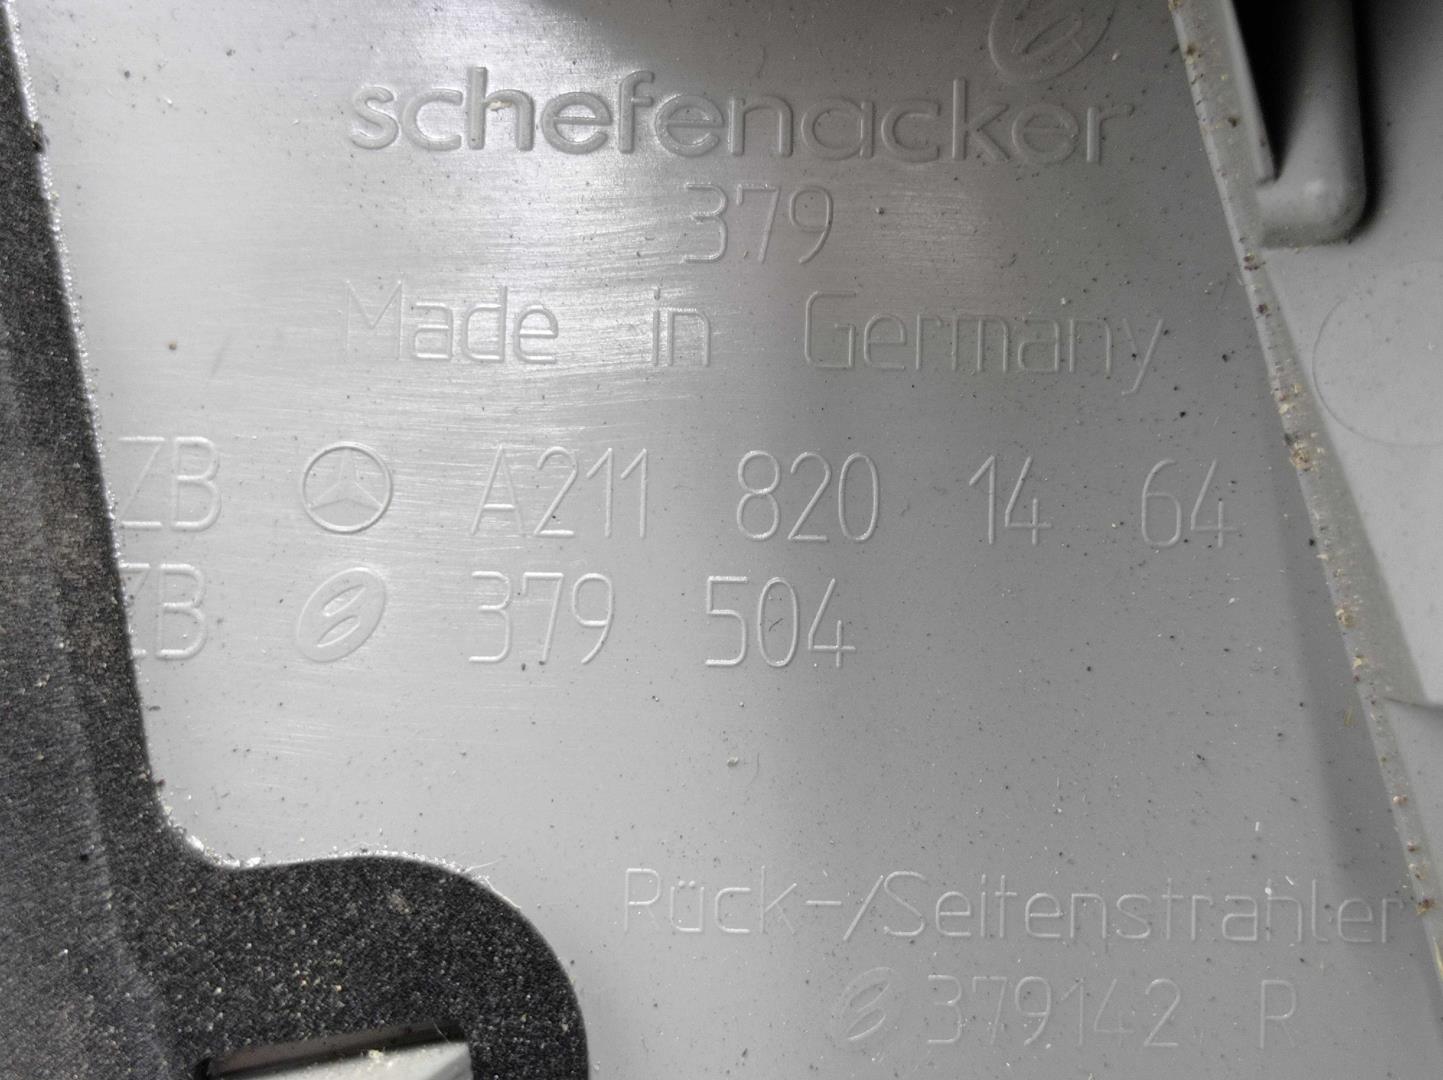 schefenacker
379
Made in Germany
ZB A211 820 14 64
ZB 379 504
Rück-/Seitenstrahler
379142 R